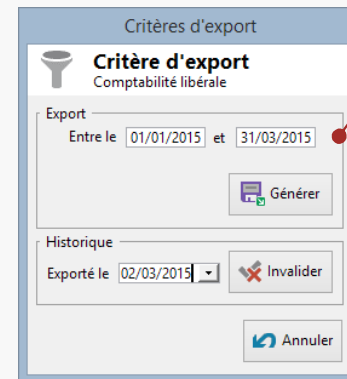 Critères d'export
Critère d'export
Comptabilité libérale
Export
Entre le 01/01/2015 et 31/03/2015
Générer
Historique
Exporté le 02/03/2015 Invalider
Annuler